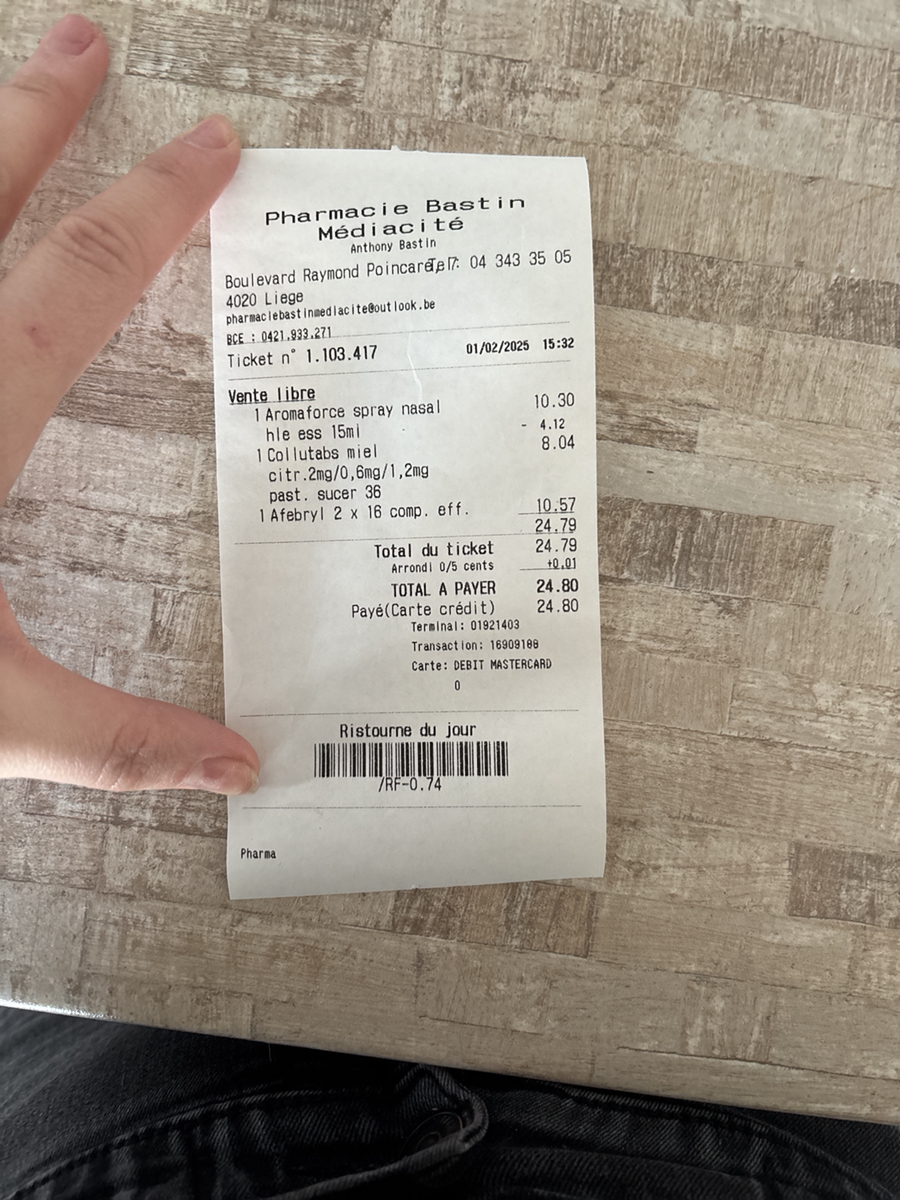 Pharmacie Bastin
Médiacité
Anthony Bastin
Boulevard Raymond Poincaré, 7 Tel: 04 343 35 05
4020 Liege
pharmaciebastinmediacite@outlook.be
BCE : 0421.933.271
Ticket n° 1.103.417 01/02/2025 15:32
Vente libre
1 Aromaforce spray nasal 10.30
hle ess 15ml - 4.12
1 Collutabs miel 8.04
citr.2mg/0,6mg/1,2mg
past. sucer 36
1 Afebryl 2 x 16 comp. eff. 10.57
24.79
Total du ticket 24.79
Arrondi 0/5 cents +0.01
TOTAL A PAYER 24.80
Payé(Carte crédit) 24.80
Terminal: 01921403
Transaction: 16909188
Carte: DEBIT MASTERCARD
0
Ristourne du jour
/RF-0.74
Pharma